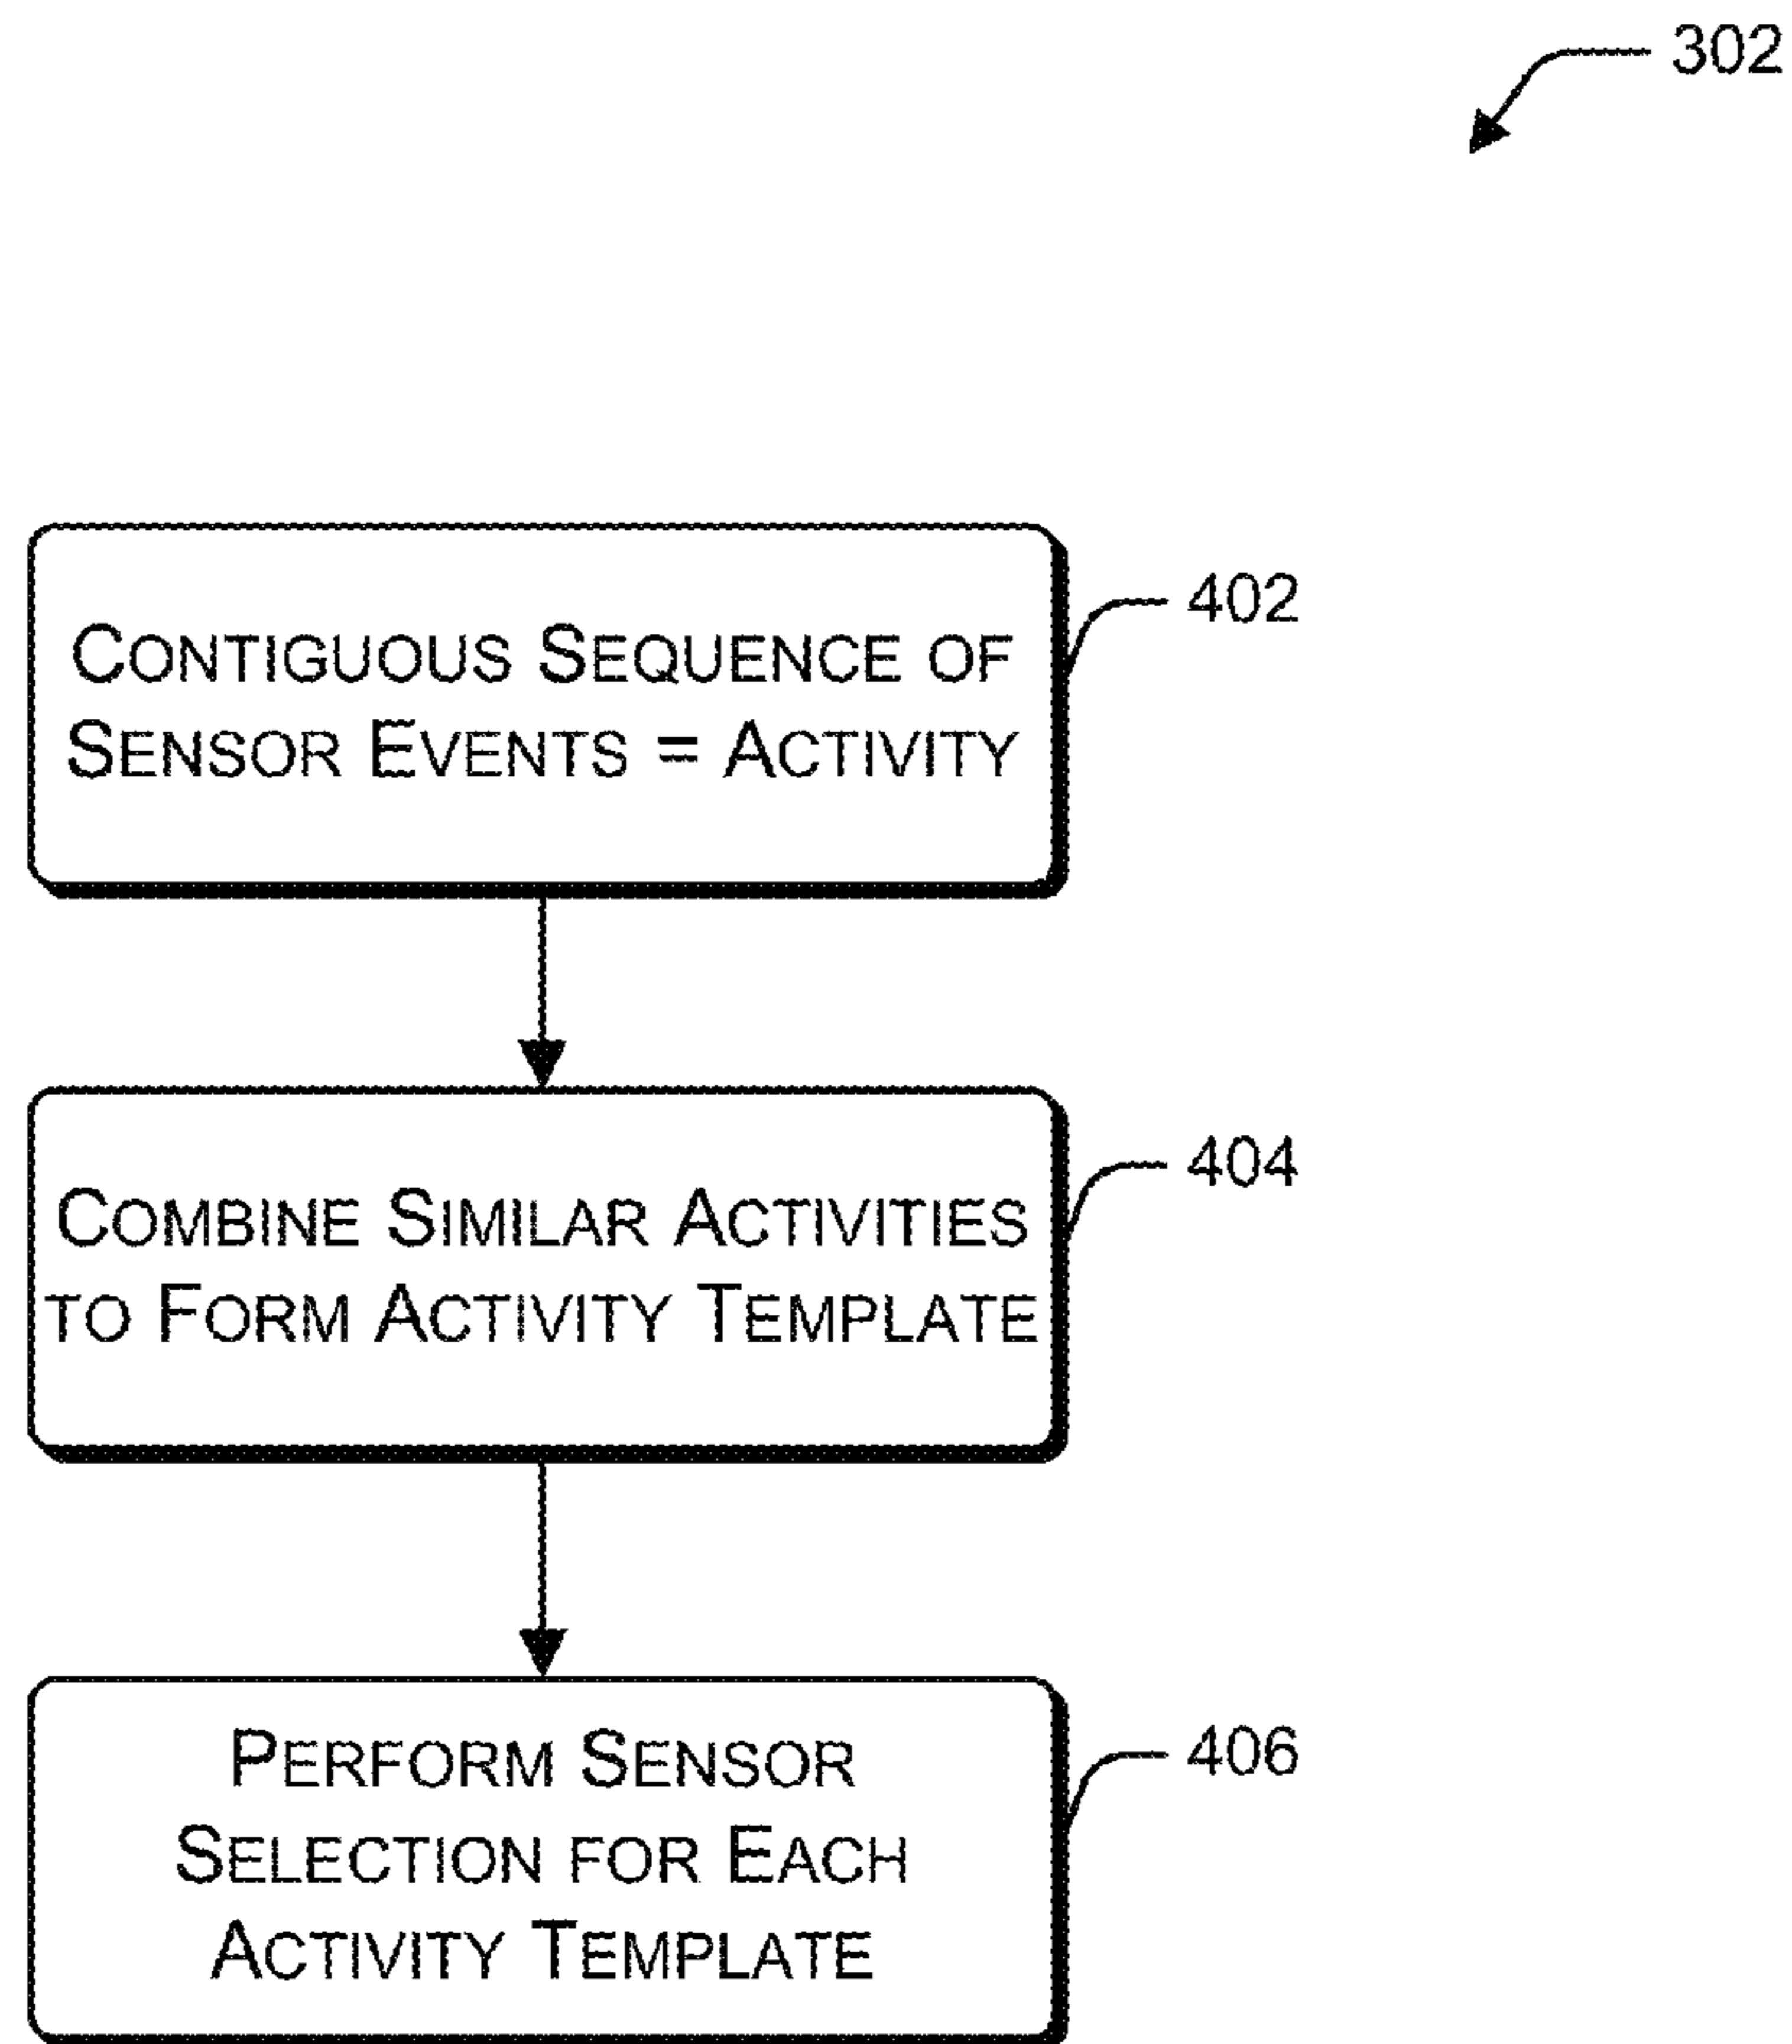 302
CONTIGUOUS SEQUENCE OF
SENSOR EVENTS = ACTIVITY
402
COMBINE SIMILAR ACTIVITIES
TO FORM ACTIVITY TEMPLATE
404
PERFORM SENSOR
SELECTION FOR EACH
ACTIVITY TEMPLATE
406